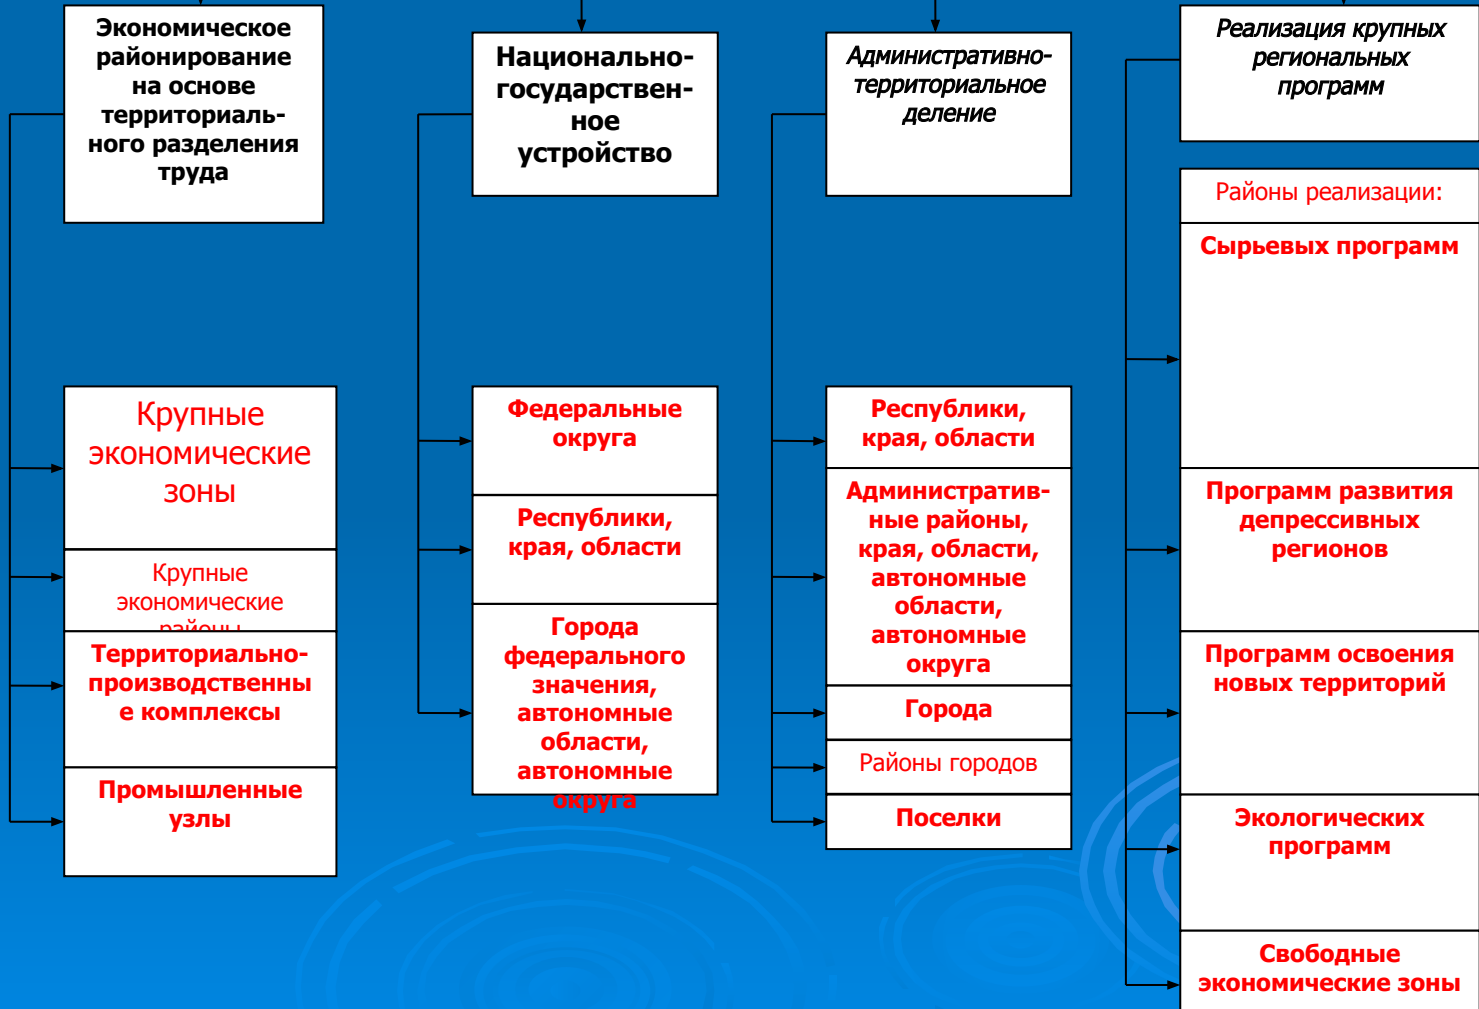 Экономическое
районирование
на основе
территориаль-
ного разделения
труда
Крупные
экономические
зоны
Крупные
экономические
районы
Территориально-
производственны
е комплексы
Промышленные
узлы
Национально-
государствен-
ное
устройство
Федеральные
округа
Республики,
края, области
Города
федерального
значения,
автономные
области,
автономные
округа
Административно-
территориальное
деление
Республики,
края, области
Административ-
ные районы,
края, области,
автономные
области,
автономные
округа
Города
Районы городов
Поселки
Реализация крупных
региональных
программ
Районы реализации:
Сырьевых программ
Программ развития
депрессивных
регионов
Программ освоения
новых территорий
Экологических
программ
Свободные
экономические зоны